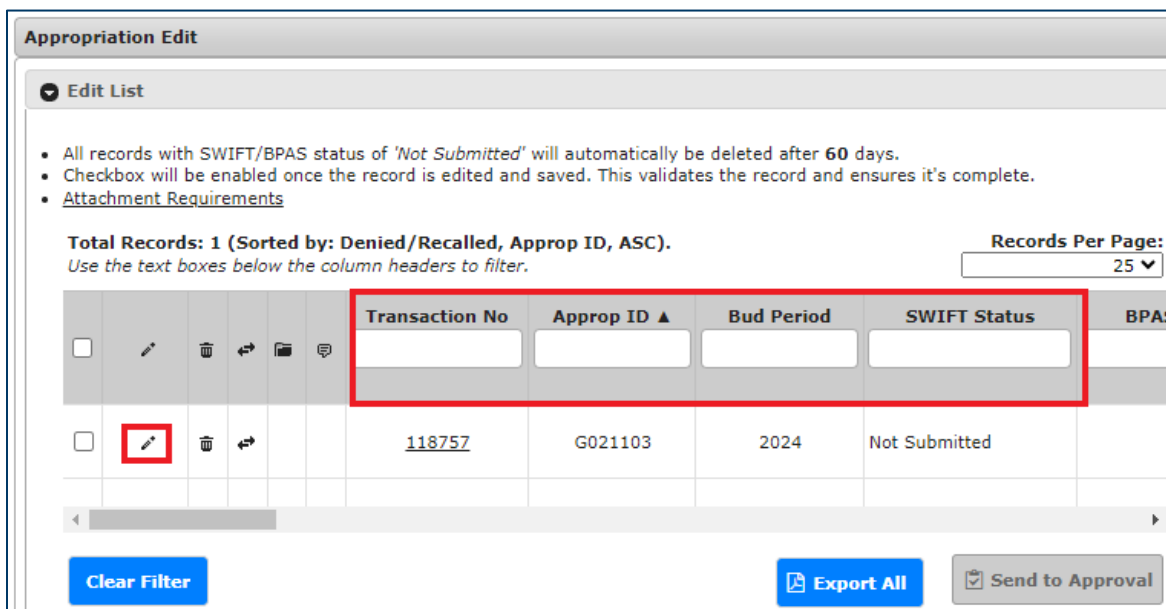 Appropriation Edit
Edit List
• All records with SWIFT/BPAS status of 'Not Submitted' will automatically be deleted after 60 days.
• Checkbox will be enabled once the record is edited and saved. This validates the record and ensures it's complete.
• Attachment Requirements
Total Records: 1 (Sorted by: Denied/Recalled, Approp ID, ASC).
Records Per Page:
Use the text boxes below the column headers to filter.
25
Transaction No Approp ID ▲ Bud Period SWIFT Status BPAS
118757 G021103 2024 Not Submitted
Clear Filter Export All Send to Approval